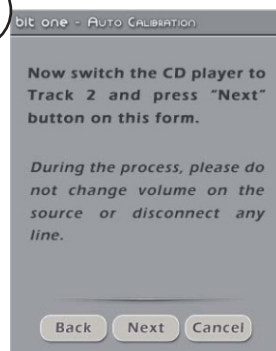 bit one - Auto Calibration
Now switch the CD player to
Track 2 and press "Next"
button on this form.
During the process, please do
not change volume on the
source or disconnect any
line.
Back Next Cancel